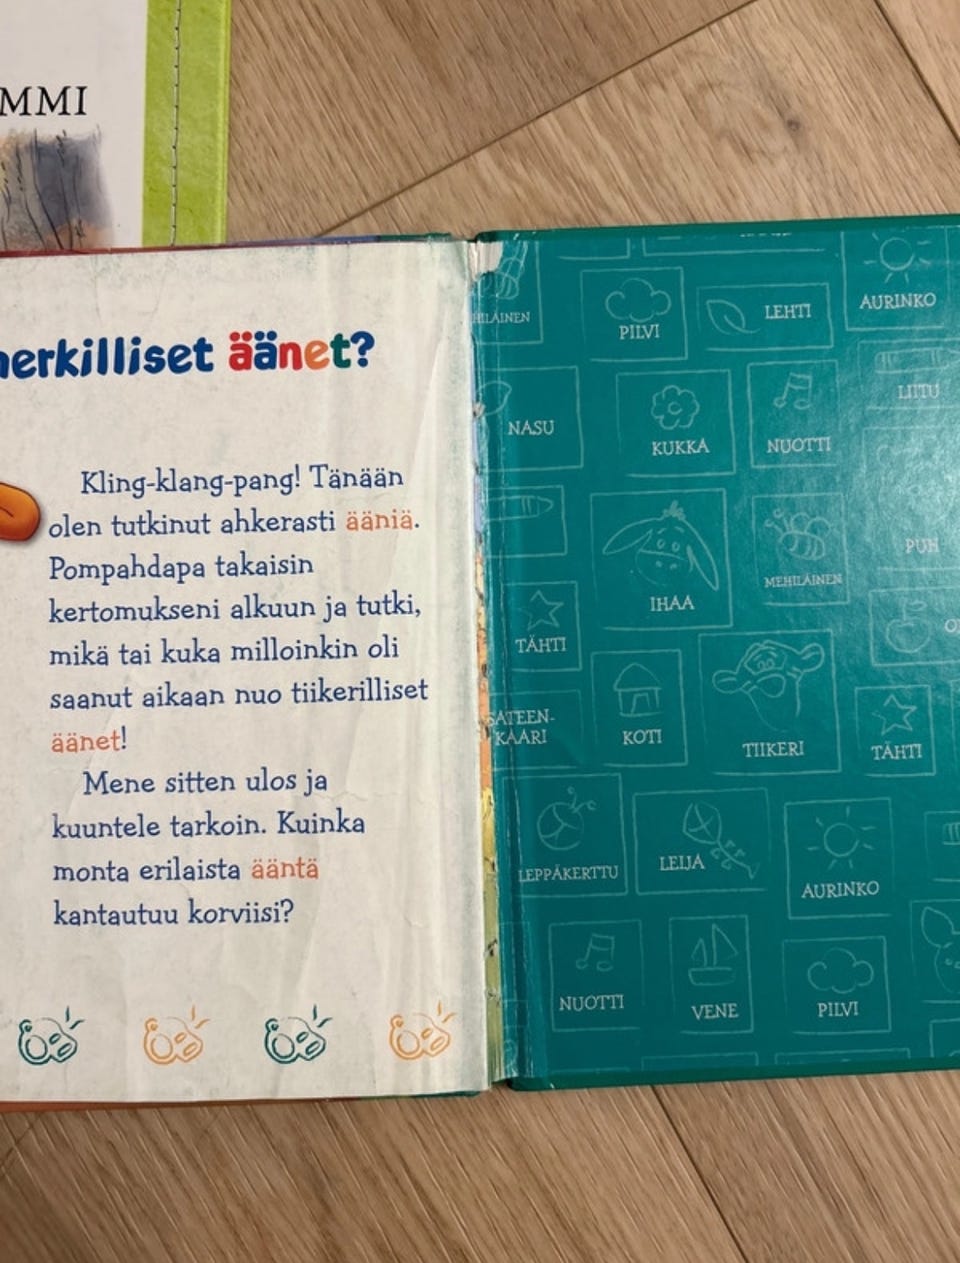 MMI
merkilliset äänet?
Kling-klang-pang! Tänään
olen tutkinut ahkerasti ääniä.
Pompahdapa takaisin
kertomukseni alkuun ja tutki,
mikä tai kuka milloinkin oli
saanut aikaan nuo tiikerilliset
äänet!
Mene sitten ulos ja
kuuntele tarkoin. Kuinka
monta erilaista ääntä
kantautuu korviisi?
HILÄINEN
PILVI
LEHTI
AURINKO
NASU
KUKKA
NUOTTI
LIITU
IHAA
MEHILÄINEN
PUH
TÄHTI
SATEEN-
KAARI
KOTI
TIIKERI
TÄHTI
LEPPÄKERTTU
LEIJA
AURINKO
NUOTTI
VENE
PILVI